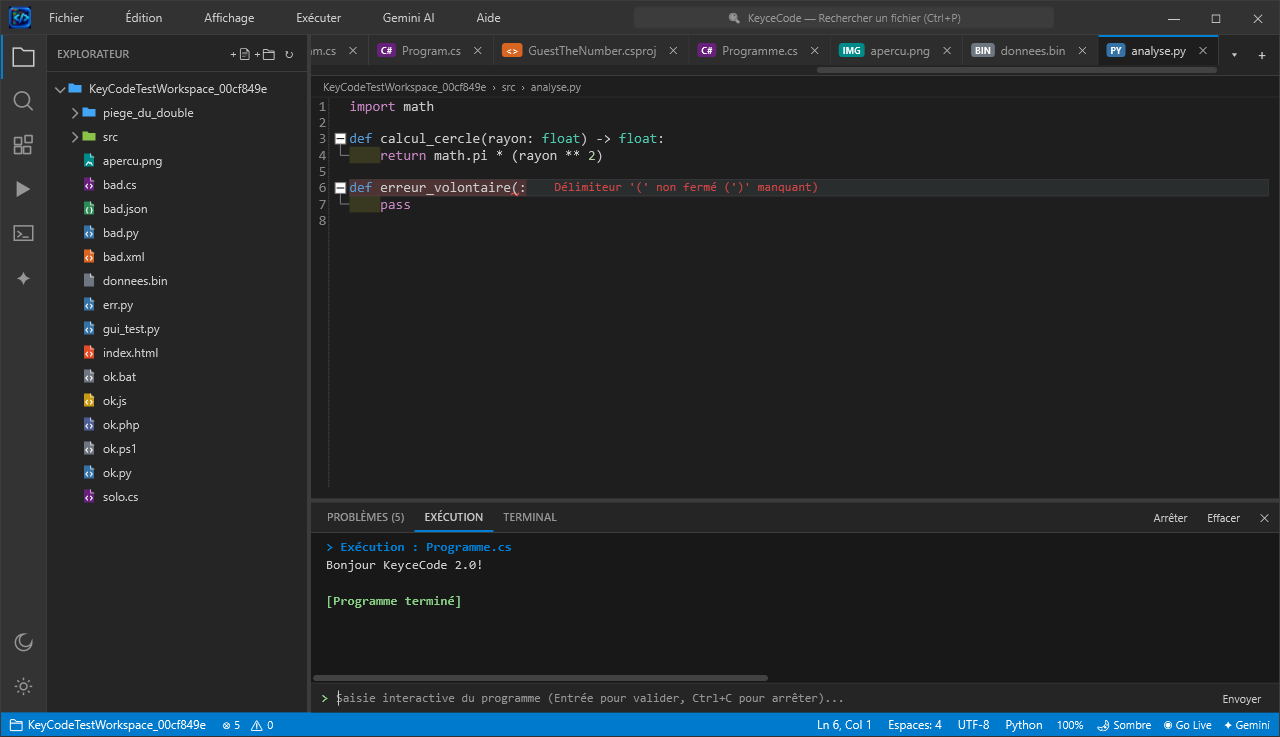 Fichier Édition Affichage Exécuter Gemini AI Aide KeyceCode — Rechercher un fichier (Ctrl+P)
EXPLORATEUR
am.cs Program.cs GuestTheNumber.csproj Programme.cs IMG apercu.png BIN donnees.bin PY analyse.py
C# <> C#
KeyCodeTestWorkspace_00cf849e › src › analyse.py
KeyCodeTestWorkspace_00cf849e
piege_du_double
src
apercu.png
bad.cs
bad.json
bad.py
bad.xml
donnees.bin
err.py
gui_test.py
index.html
ok.bat
ok.js
ok.php
ok.ps1
ok.py
solo.cs
1 import math
2
3 def calcul_cercle(rayon: float) -> float:
4 return math.pi * (rayon ** 2)
5
6 def erreur_volontaire(: Délimiteur '(' non fermé (')' manquant)
7 pass
8
PROBLÈMES (5) EXÉCUTION TERMINAL Arrêter Effacer
> Exécution : Programme.cs
Bonjour KeyceCode 2.0!
[Programme terminé]
> Saisie interactive du programme (Entrée pour valider, Ctrl+C pour arrêter)... Envoyer
KeyCodeTestWorkspace_00cf849e 5 0 Ln 6, Col 1 Espaces: 4 UTF-8 Python 100% Sombre Go Live Gemini